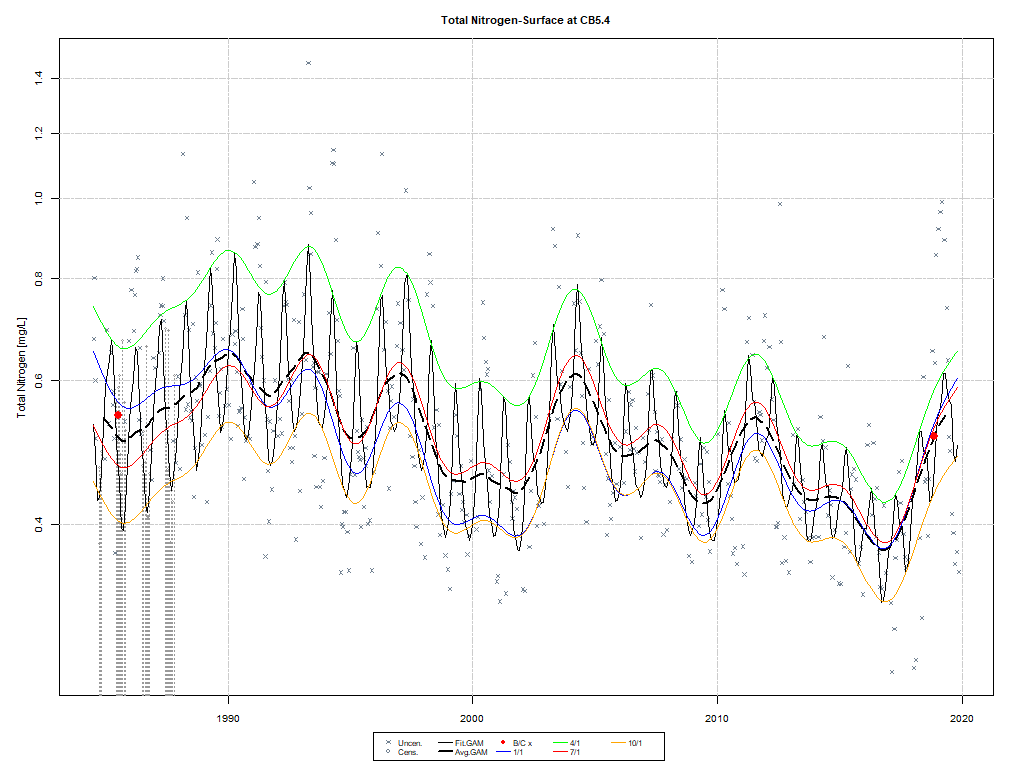 Total Nitrogen-Surface at CB5.4
Total Nitrogen [mg/L]
1.4
1.2
1.0
0.8
0.6
0.4
1990 2000 2010 2020
Uncen. Fit.GAM B/C x 4/1 10/1
Cens. Avg.GAM 1/1 7/1